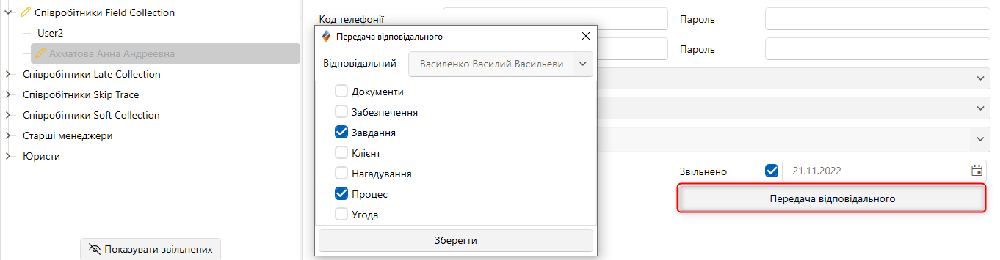 Співробітники Field Collection
User2
Ахматова Анна Андреевна
Співробітники Late Collection
Співробітники Skip Trace
Співробітники Soft Collection
Старші менеджери
Юристи
Показувати звільнених
Код телефонії
Пароль
Пароль
Передача відповідального
Відповідальний
Василенко Василий Васильеви
Документи
Забезпечення
Завдання
Клієнт
Нагадування
Процес
Угода
Зберегти
Звільнено
21.11.2022
Передача відповідального